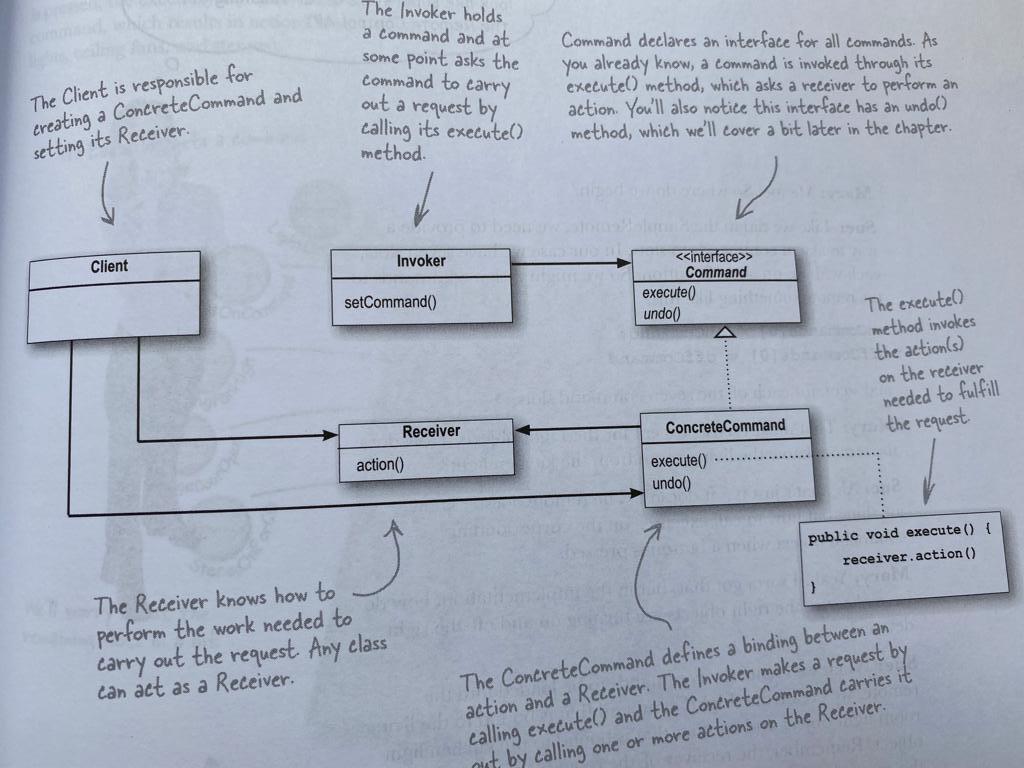 The Client is responsible for
creating a ConcreteCommand and
setting its Receiver.
The Invoker holds
a command and at
some point asks the
command to carry
out a request by
calling its execute()
method.
Command declares an interface for all commands. As
you already know, a command is invoked through its
execute() method, which asks a receiver to perform an
action. You'll also notice this interface has an undo()
method, which we'll cover a bit later in the chapter.
Client
Invoker
setCommand()
<<interface>>
Command
execute()
undo()
The execute()
method invokes
the action(s)
on the receiver
needed to fulfill
the request.
Receiver
action()
ConcreteCommand
execute()
undo()
public void execute() {
receiver.action()
}
The Receiver knows how to
perform the work needed to
carry out the request. Any class
can act as a Receiver.
The ConcreteCommand defines a binding between an
action and a Receiver. The Invoker makes a request by
calling execute() and the ConcreteCommand carries it
out by calling one or more actions on the Receiver.